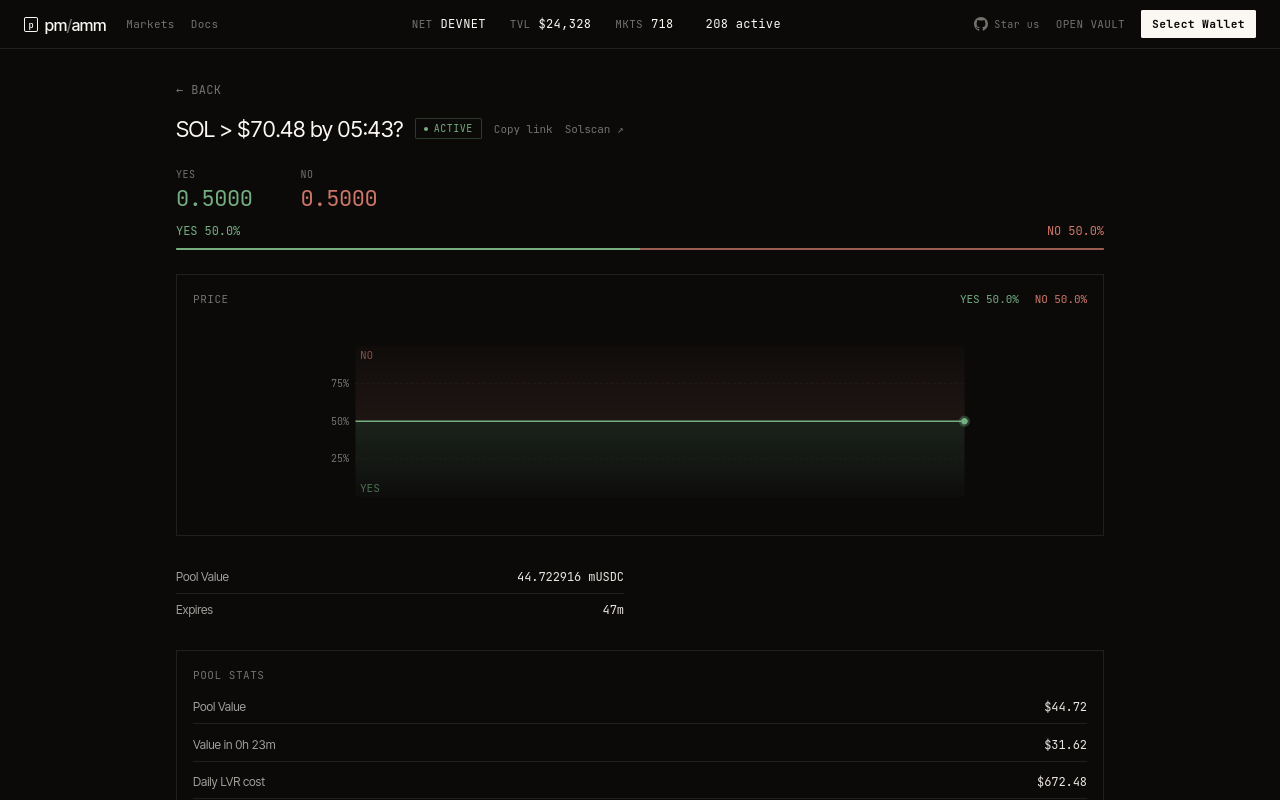 p pm/amm Markets Docs NET DEVNET TVL $24,328 MKTS 718 208 active Star us OPEN VAULT Select Wallet
← BACK
SOL > $70.48 by 05:43? • ACTIVE Copy link Solscan ↗
YES NO
0.5000 0.5000
YES 50.0% NO 50.0%
PRICE YES 50.0% NO 50.0%
NO
75%
50%
25%
YES
Pool Value 44.722916 mUSDC
Expires 47m
POOL STATS
Pool Value $44.72
Value in 0h 23m $31.62
Daily LVR cost $672.48